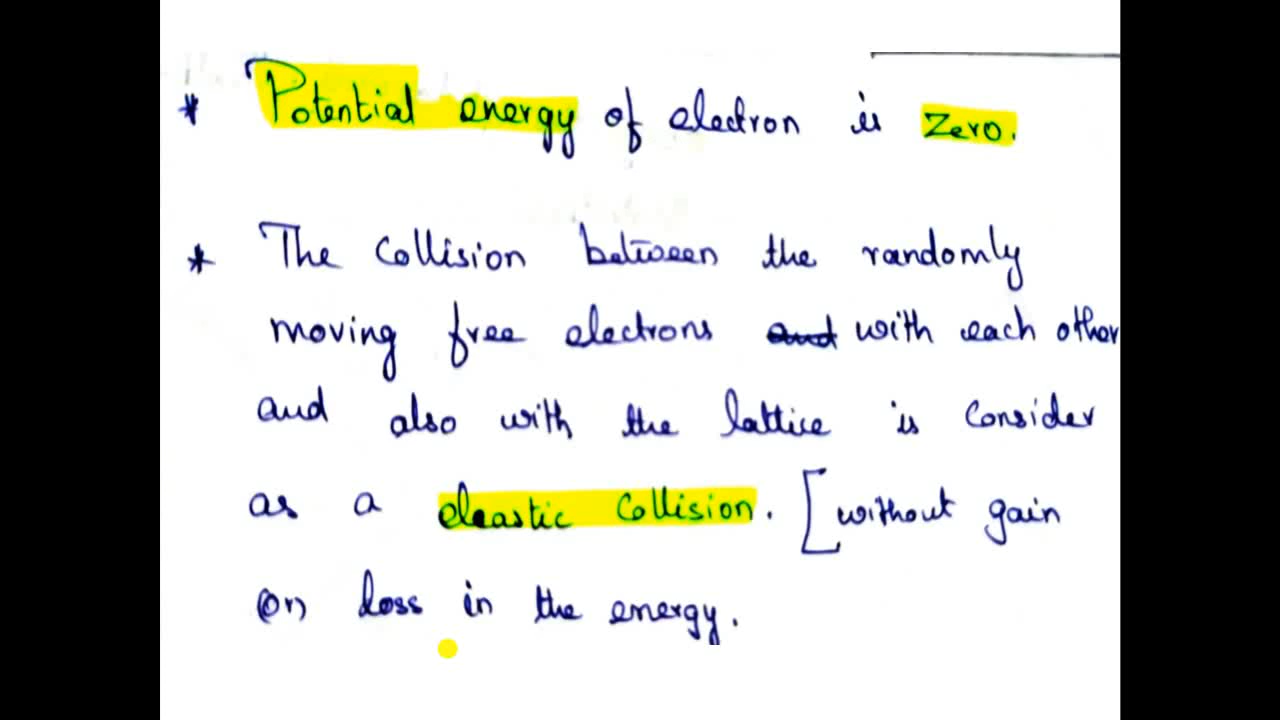 * Potential energy of electron is zero.
* The collision between the randomly
moving free electrons and with each other
and also with the lattice is consider
as a eleastic collision. [without gain
(or) loss in the energy.